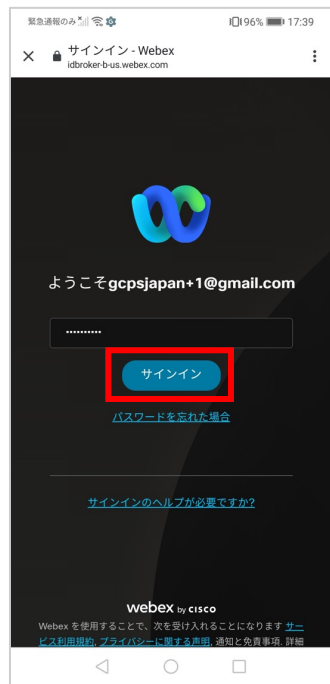 緊急通報のみ 96% 17:39
サインイン - Webex
idbroker-b-us.webex.com
ようこそgcpsjapan+1@gmail.com
サインイン
パスワードを忘れた場合
サインインのヘルプが必要ですか?
webex by CISCO
Webex を使用することで、次を受け入れることになります サー
ビス利用規約, プライバシーに関する声明, 通知と免責事項. 詳細